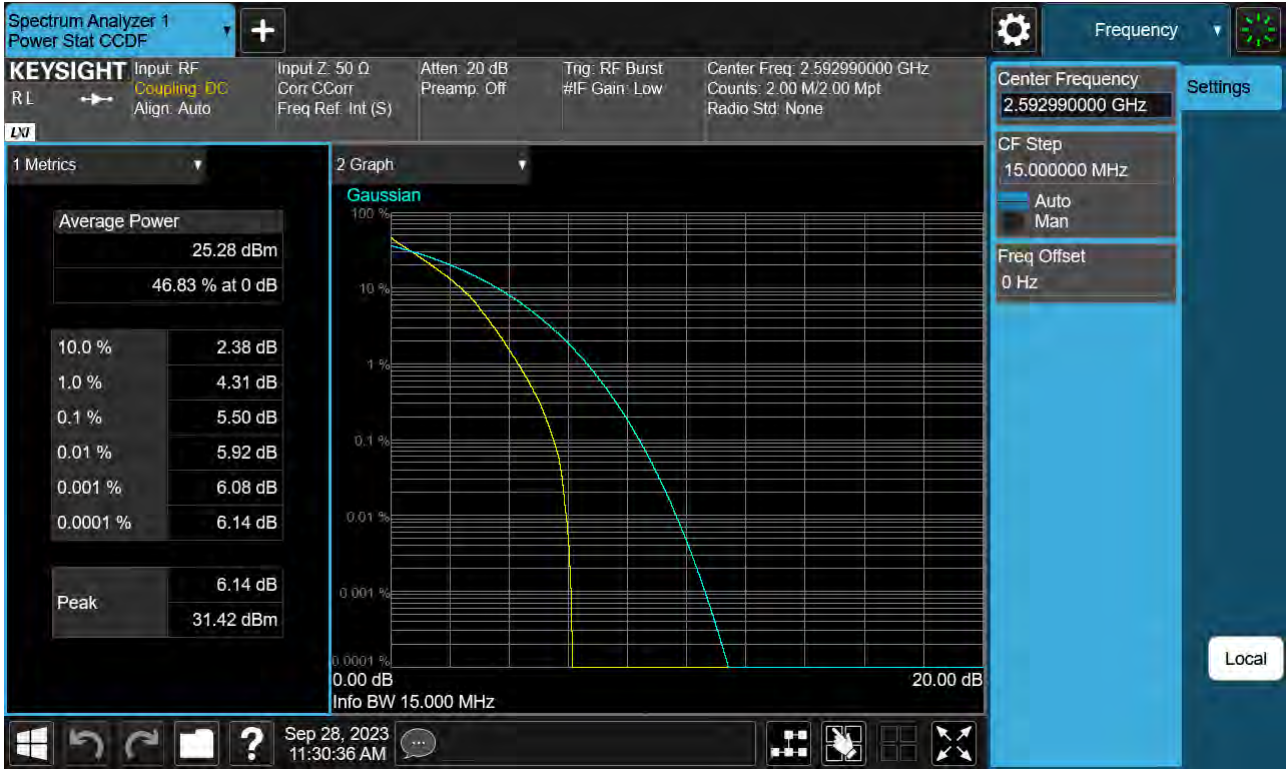 Spectrum Analyzer 1
Power Stat CCDF
+
Frequency
KEYSIGHT
R L
LXI
Input: RF
Coupling: DC
Align: Auto
Input Z: 50 Ω
Corr CCorr
Freq Ref: Int (S)
Atten: 20 dB
Preamp: Off
Trig: RF Burst
#IF Gain: Low
Center Freq: 2.592990000 GHz
Counts: 2.00 M/2.00 Mpt
Radio Std: None
Center Frequency
2.592990000 GHz
Settings
CF Step
15.000000 MHz
Auto
Man
Freq Offset
0 Hz
1 Metrics
Average Power
25.28 dBm
46.83 % at 0 dB
10.0 % 2.38 dB
1.0 % 4.31 dB
0.1 % 5.50 dB
0.01 % 5.92 dB
0.001 % 6.08 dB
0.0001 % 6.14 dB
Peak
6.14 dB
31.42 dBm
2 Graph
Gaussian
100 %
10 %
1 %
0.1 %
0.01 %
0.001 %
0.0001 %
0.00 dB 20.00 dB
Info BW 15.000 MHz
Local
?
Sep 28, 2023
11:30:36 AM